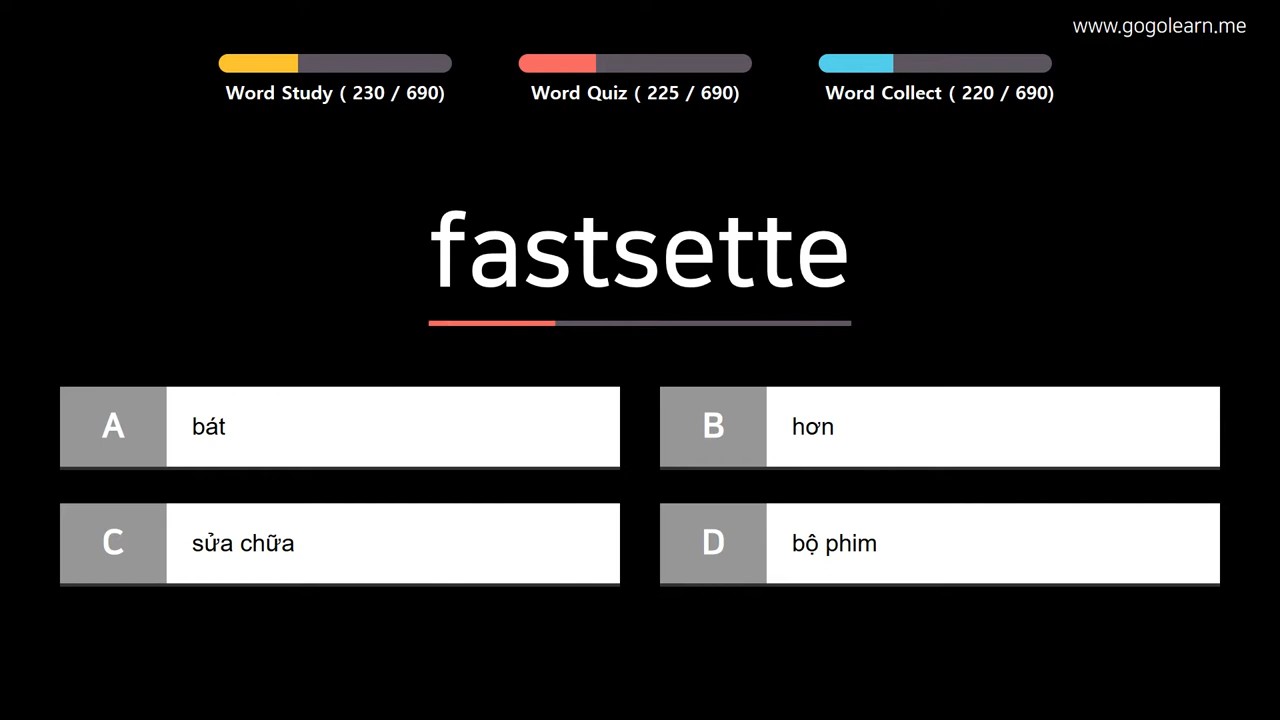 www.gogolearn.me
Word Study ( 230 / 690)
Word Quiz ( 225 / 690)
Word Collect ( 220 / 690)
fastsette
A bát
B hơn
C sửa chữa
D bộ phim